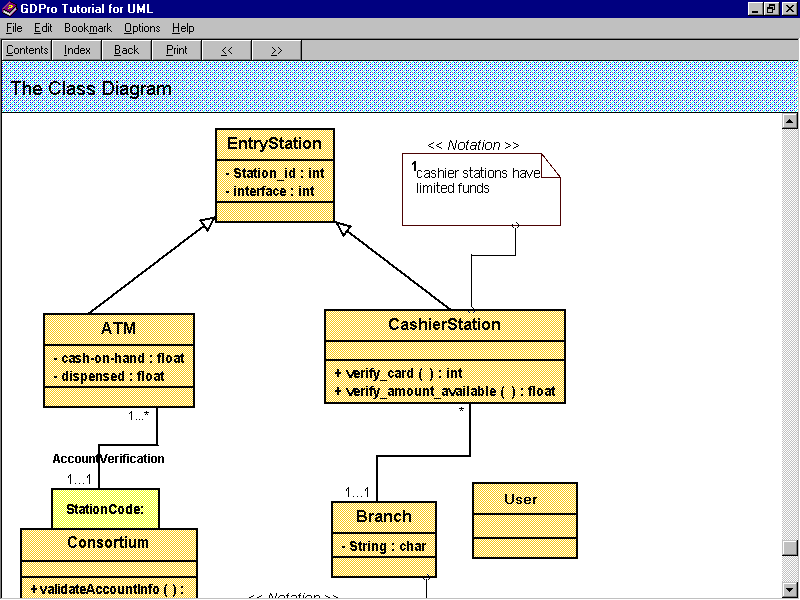 GDPro Tutorial for UML
File Edit Bookmark Options Help
Contents Index Back Print << >>
The Class Diagram
EntryStation
- Station_id : int
- interface : int
<< Notation >>
1
cashier stations have
limited funds
ATM
- cash-on-hand : float
- dispensed : float
CashierStation
+ verify_card ( ) : int
+ verify_amount_available ( ) : float
1...*
*
AccountVerification
1...1
StationCode:
Consortium
+ validateAccountInfo ( ) :
1...1
Branch
- String : char
User
<< Notation >>